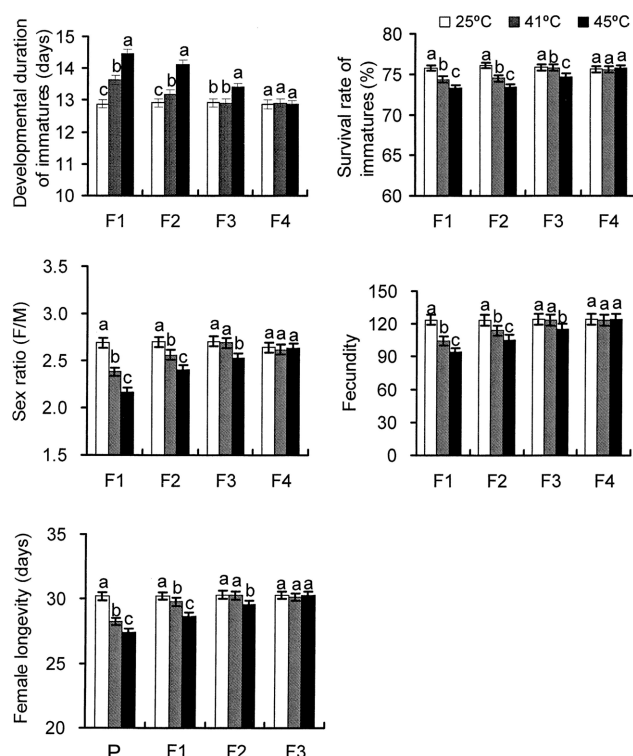 25ºC 41ºC 45ºC
Developmental duration
of immatures (days)
15
14
13
12
11
10
c b a
c b a
b b a
a a a
F1 F2 F3 F4
Survival rate of
immatures (%)
80
75
70
65
60
a b c
a b c
a a b
a a a
F1 F2 F3 F4
Sex ratio (F/M)
3.5
3.0
2.5
2.0
1.5
a b c
a b c
a a c
a a a
F1 F2 F3 F4
Fecundity
150
120
90
60
30
0
a b c
a b c
a a b
a a a
F1 F2 F3 F4
Female longevity (days)
35
30
25
20
a b c
a b c
a a b
a a a
P F1 F2 F3